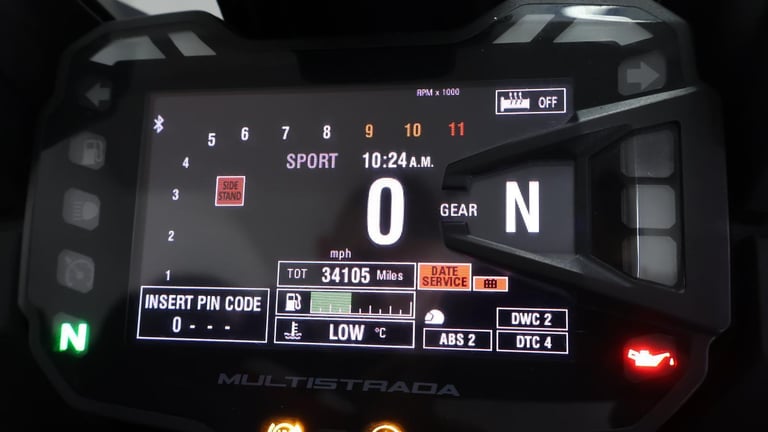 RPM x 1000
OFF
5 6 7 8 9 10 11
4
SPORT 10:24 A.M.
3
SIDE
STAND
0
GEAR N
2
mph
1
TOT 34105 Miles
DATE
SERVICE
INSERT PIN CODE
0 - - -
LOW °C
DWC 2
ABS 2
DTC 4
N
MULTISTRADA